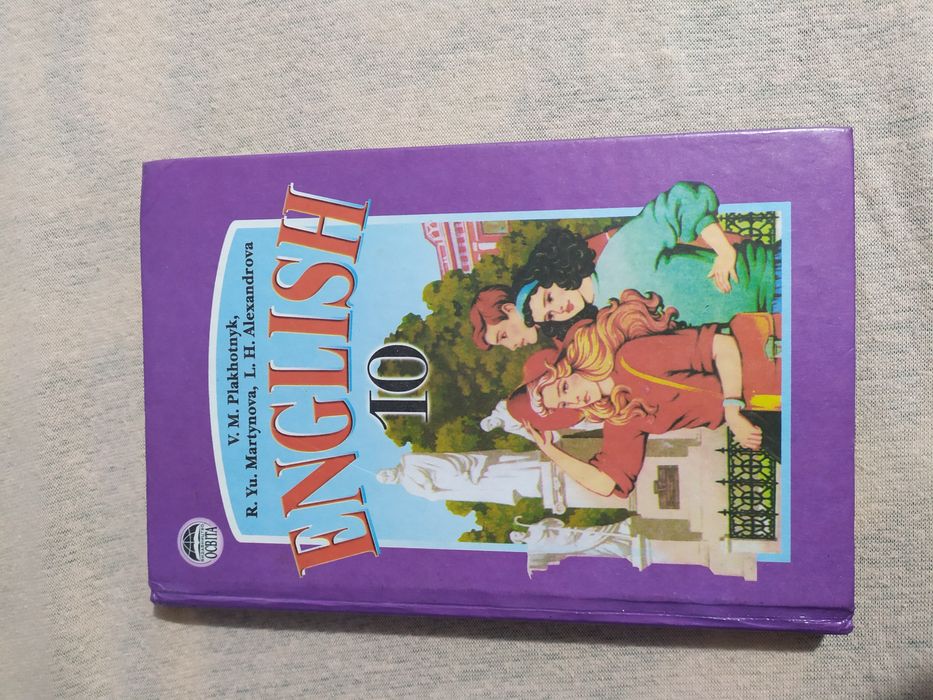 V. M. Plakhotnyk,
R. Yu. Martynova, L. H. Alexandrova
ENGLISH
10
ОСВІТА